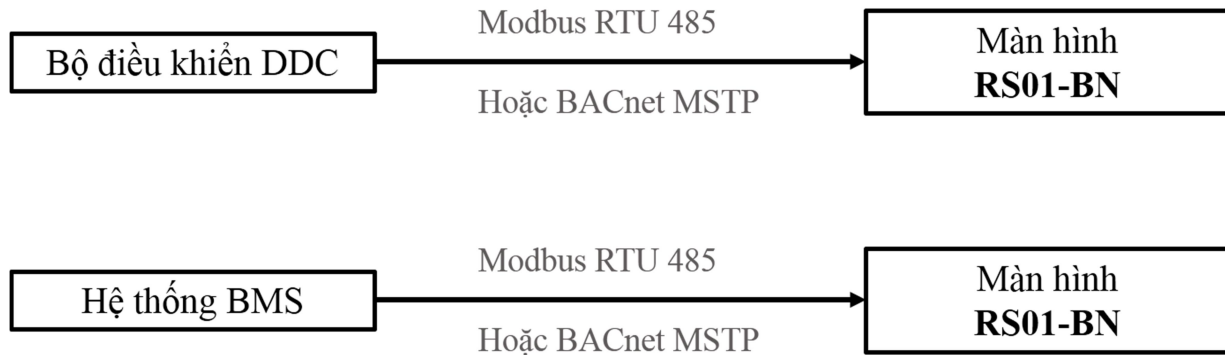 Modbus RTU 485
Bộ điều khiển DDC
Hoặc BACnet MSTP
Màn hình
RS01-BN
Modbus RTU 485
Hệ thống BMS
Hoặc BACnet MSTP
Màn hình
RS01-BN